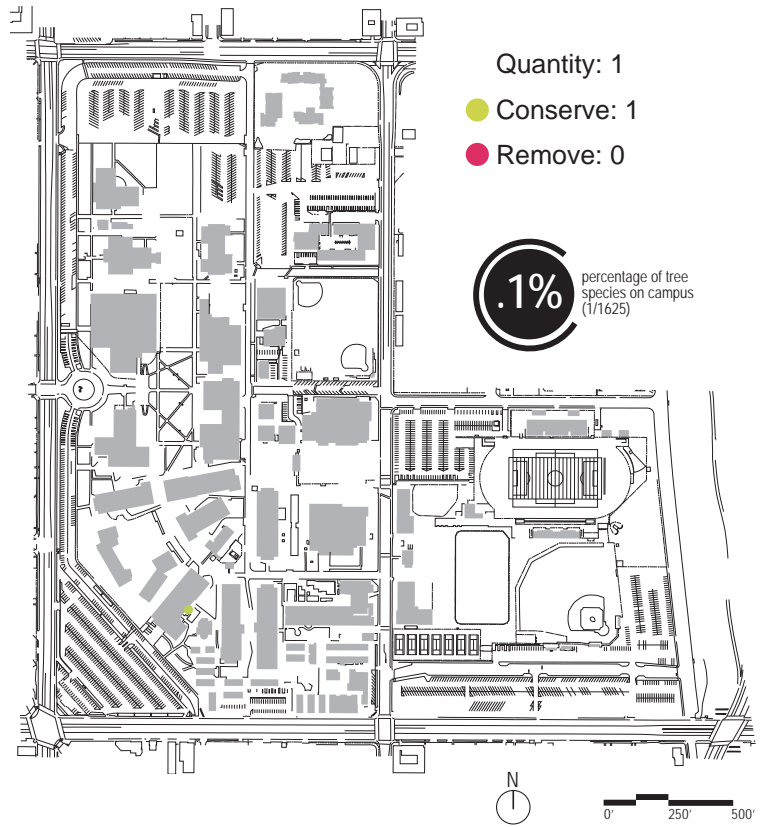 Quantity: 1
Conserve: 1
Remove: 0
.1%
percentage of tree
species on campus
(1/1625)
N
0' 250' 500'